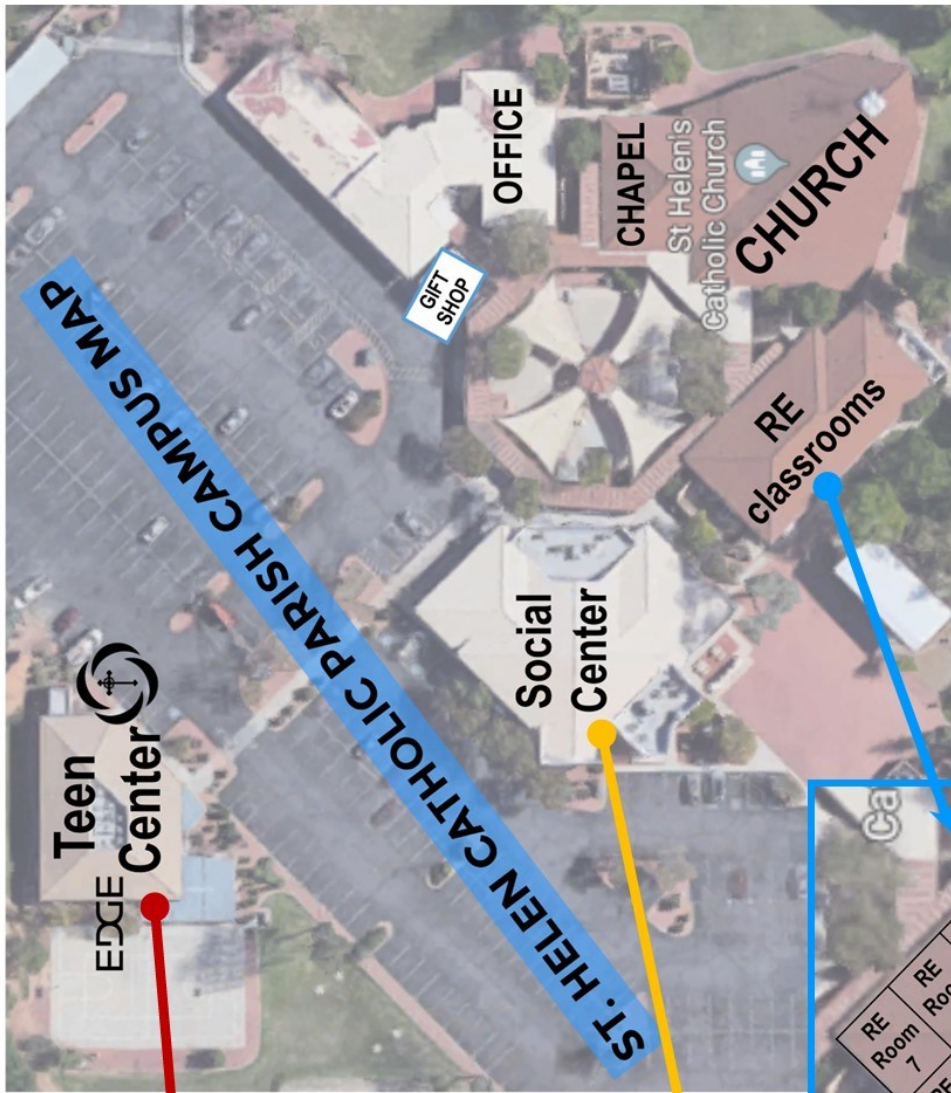 ST. HELEN CATHOLIC PARISH CAMPUS MAP
Teen
Center
EDGE
GIFT
SHOP
OFFICE
CHAPEL
St Helen's
Catholic Church
CHURCH
Social
Center
RE
classrooms
RE
Room
7
RE